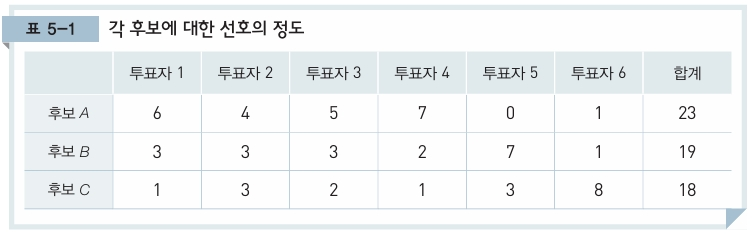 표 5-1 각 후보에 대한 선호의 정도
투표자 1 투표자 2 투표자 3 투표자 4 투표자 5 투표자 6 합계
후보 A 6 4 5 7 0 1 23
후보 B 3 3 3 2 7 1 19
후보 C 1 3 2 1 3 8 18